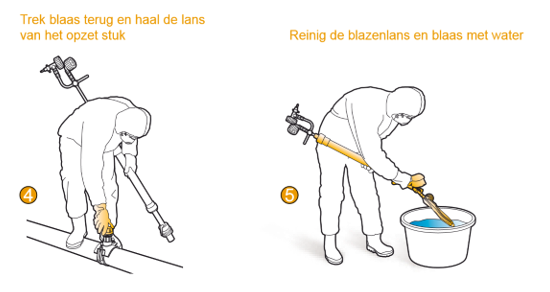 Trek blaas terug en haal de lans
van het opzet stuk
Reinig de blazenlans en blaas met water
4
5